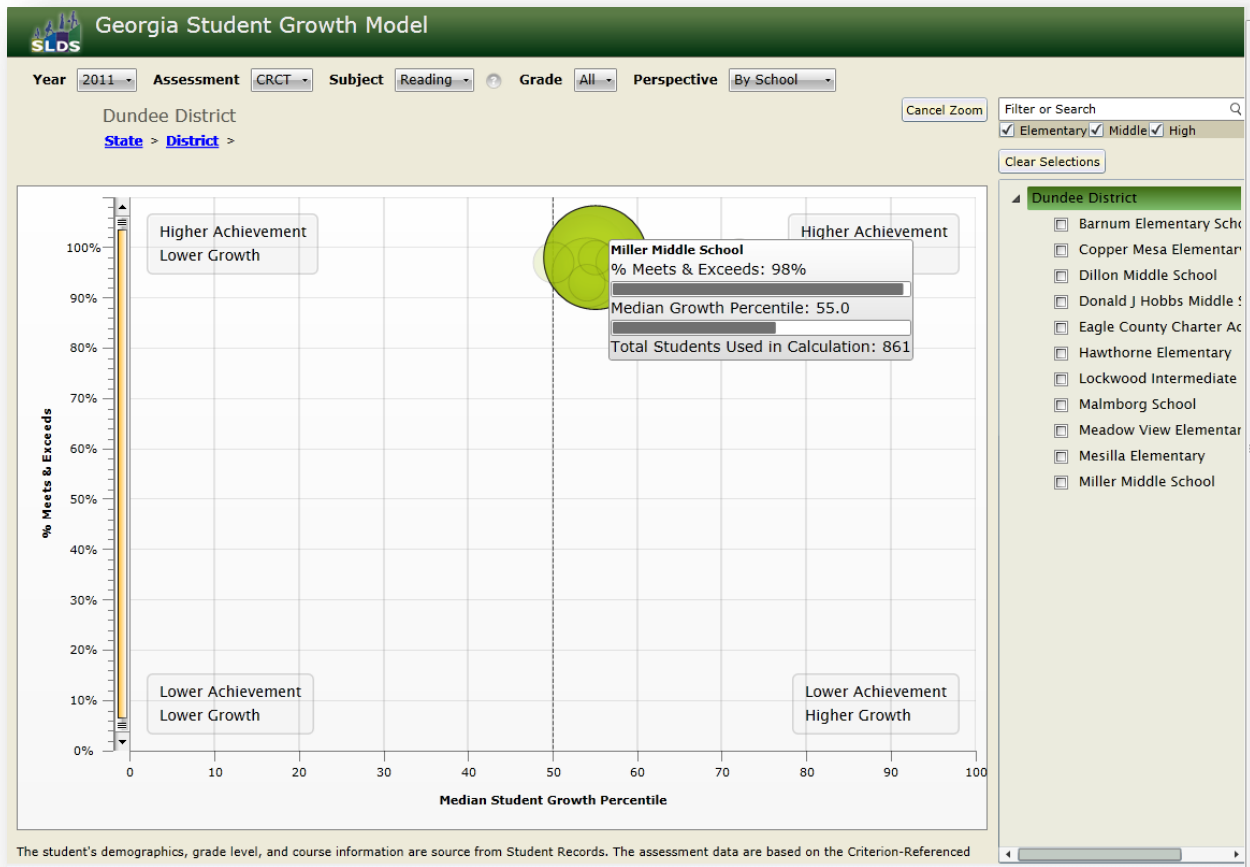 SLDS
Georgia Student Growth Model
Year 2011 Assessment CRCT Subject Reading Grade All Perspective By School
Dundee District
State > District >
Cancel Zoom
Filter or Search
Elementary Middle High
Clear Selections
Higher Achievement
Lower Growth
Higher Achievement
Miller Middle School
% Meets & Exceeds: 98%
Median Growth Percentile: 55.0
Total Students Used in Calculation: 861
100%
90%
80%
70%
60%
50%
40%
30%
20%
10%
0%
% Meets & Exceeds
Lower Achievement
Lower Growth
Lower Achievement
Higher Growth
0 10 20 30 40 50 60 70 80 90 100
Median Student Growth Percentile
Dundee District
Barnum Elementary Scho
Copper Mesa Elementar
Dillon Middle School
Donald J Hobbs Middle
Eagle County Charter Ac
Hawthorne Elementary
Lockwood Intermediate
Malmborg School
Meadow View Elementar
Mesilla Elementary
Miller Middle School
The student's demographics, grade level, and course information are source from Student Records. The assessment data are based on the Criterion-Referenced